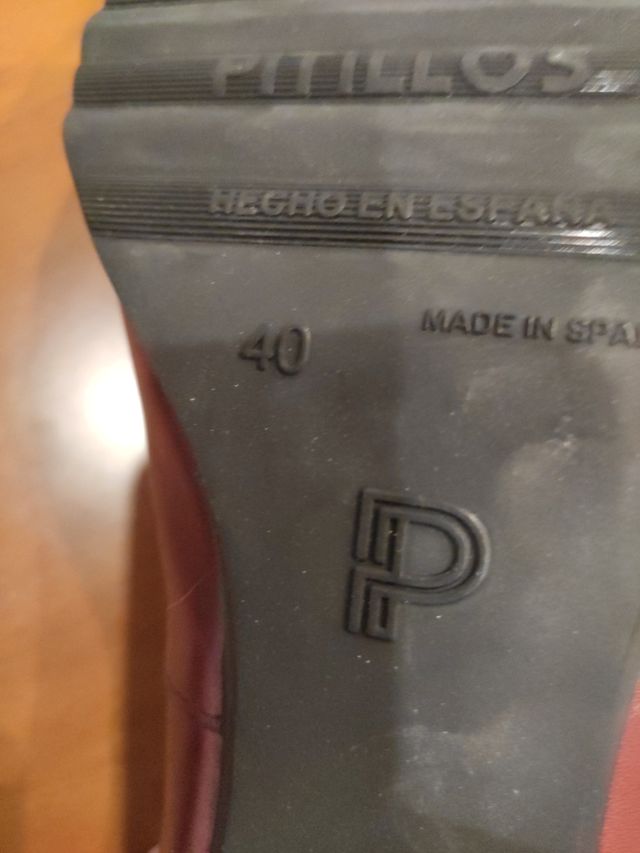 PITILLOS
HECHO EN ESPAÑA
MADE IN SPA
40
P